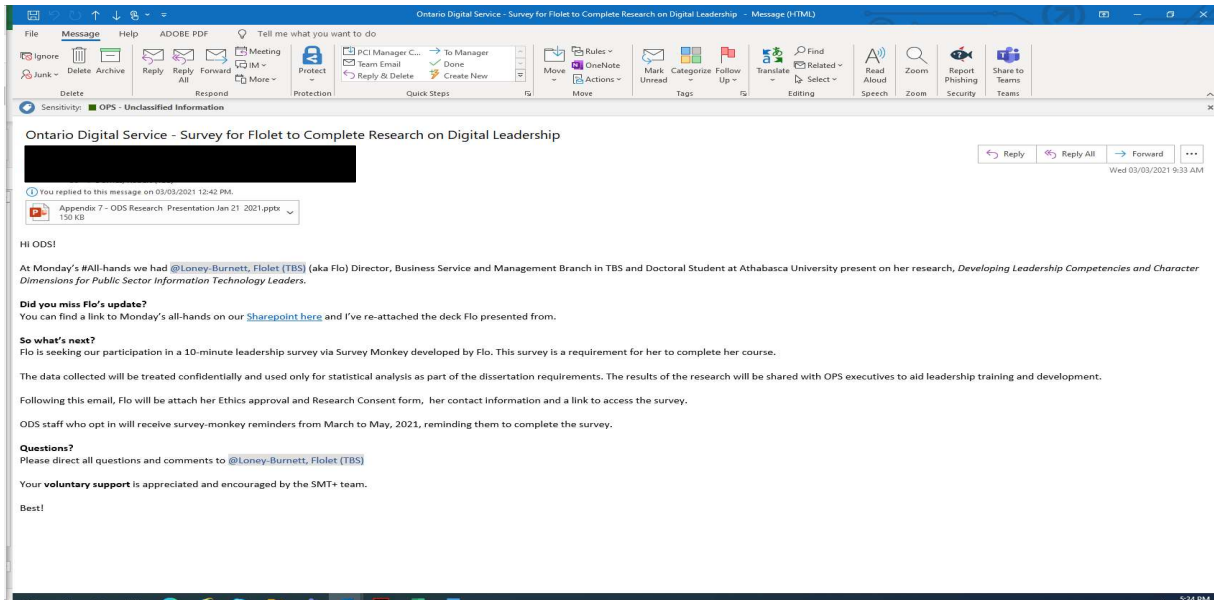 Ontario Digital Service - Survey for Flolet to Complete Research on Digital Leadership - Message (HTML)
File Message Help ADOBE PDF Tell me what you want to do
Ignore
Junk
Delete
Archive
Reply
Reply All
Forward
Meeting
IM
More
Protect
PCI Manager C...
Team Email
Reply & Delete
To Manager
Done
Create New
Move
Rules
OneNote
Actions
Mark Unread
Categorize
Follow Up
Translate
Find
Related
Select
Read Aloud
Zoom
Report Phishing
Share to Teams
Delete Respond Protection Quick Steps Move Tags Editing Speech Zoom Security Teams
Sensitivity: OPS - Unclassified Information
Ontario Digital Service - Survey for Flolet to Complete Research on Digital Leadership
Reply Reply All Forward ...
Wed 03/03/2021 9:33 AM
You replied to this message on 03/03/2021 12:42 PM.
Appendix 7 - ODS Research Presentation Jan 21 2021.pptx
150 KB
Hi ODS!
At Monday's #All-hands we had @Loney-Burnett, Flolet (TBS) (aka Flo) Director, Business Service and Management Branch in TBS and Doctoral Student at Athabasca University present on her research, Developing Leadership Competencies and Character
Dimensions for Public Sector Information Technology Leaders.
Did you miss Flo's update?
You can find a link to Monday's all-hands on our Sharepoint here and I've re-attached the deck Flo presented from.
So what's next?
Flo is seeking our participation in a 10-minute leadership survey via Survey Monkey developed by Flo. This survey is a requirement for her to complete her course.
The data collected will be treated confidentially and used only for statistical analysis as part of the dissertation requirements. The results of the research will be shared with OPS executives to aid leadership training and development.
Following this email, Flo will be attach her Ethics approval and Research Consent form, her contact information and a link to access the survey.
ODS staff who opt in will receive survey-monkey reminders from March to May, 2021, reminding them to complete the survey.
Questions?
Please direct all questions and comments to @Loney-Burnett, Flolet (TBS)
Your voluntary support is appreciated and encouraged by the SMT+ team.
Best!
5:34 PM